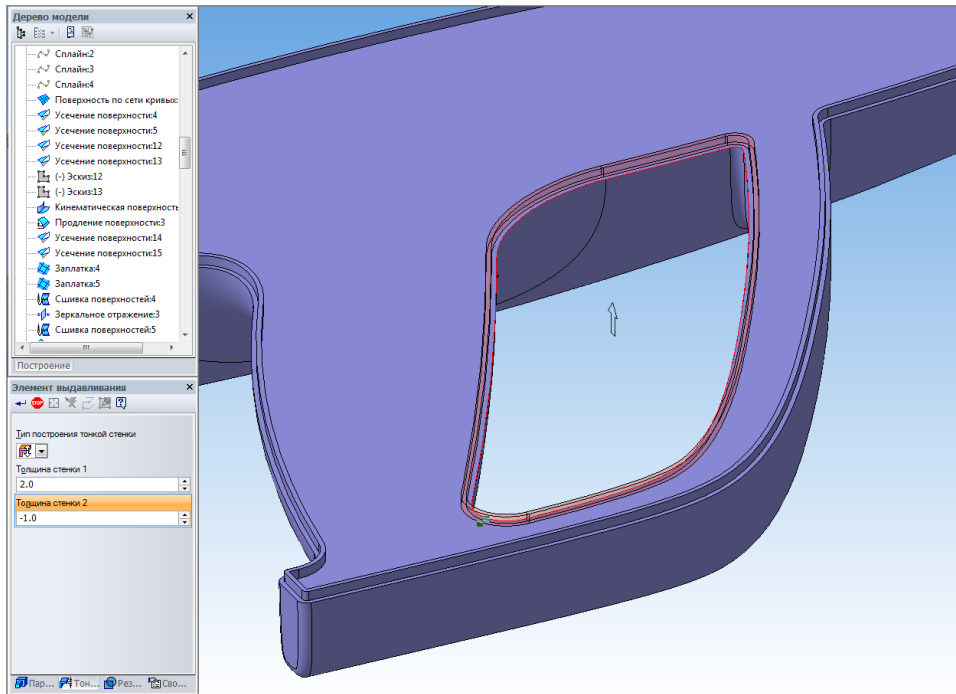 Дерево модели
Сплайн:2
Сплайн:3
Сплайн:4
Поверхность по сети кривых:
Усечение поверхности:4
Усечение поверхности:5
Усечение поверхности:12
Усечение поверхности:13
(-) Эскиз:12
(-) Эскиз:13
Кинематическая поверхность
Продление поверхности:3
Усечение поверхности:14
Усечение поверхности:15
Заплатка:4
Заплатка:5
Сшивка поверхностей:4
Зеркальное отражение:3
Сшивка поверхностей:5
Построение
Элемент выдавливания
STOP
Тип построения тонкой стенки
Толщина стенки 1
2.0
Толщина стенки 2
-1.0
Пар... Тон... Рез... Сво...